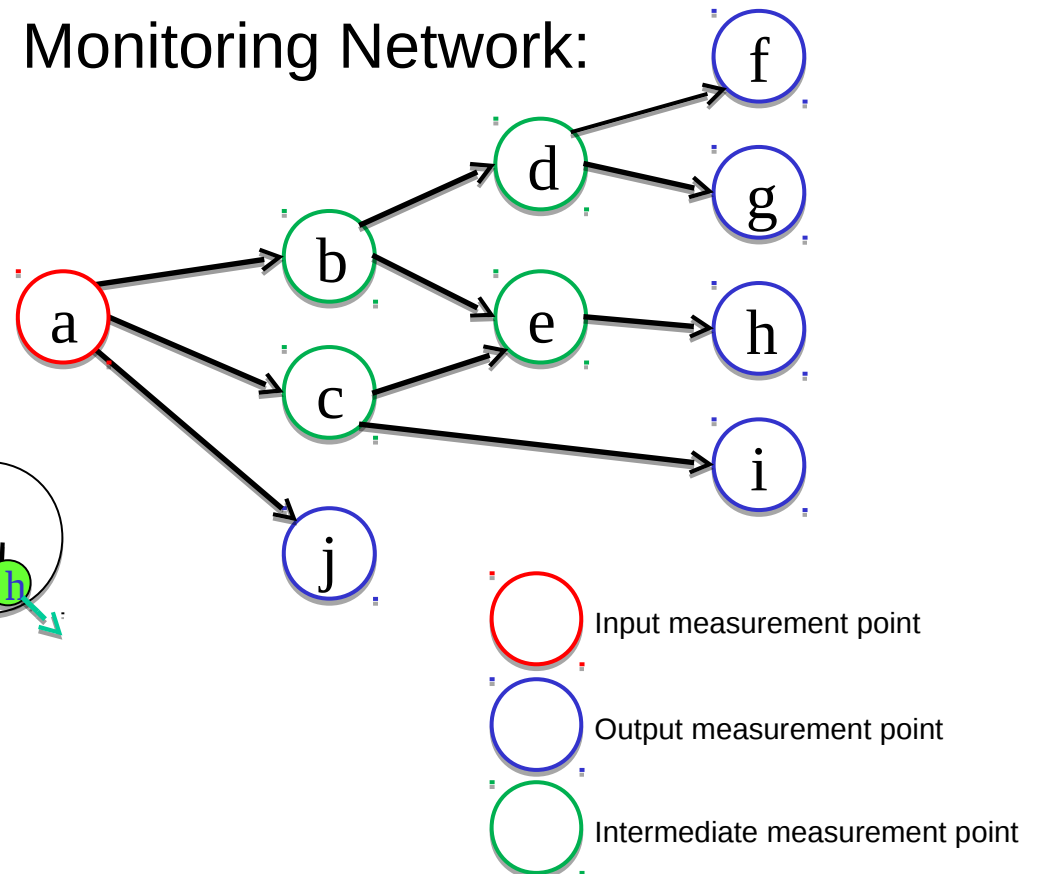 Monitoring Network:
f
d
g
b
a
e
h
c
i
j
h
Input measurement point
Output measurement point
Intermediate measurement point